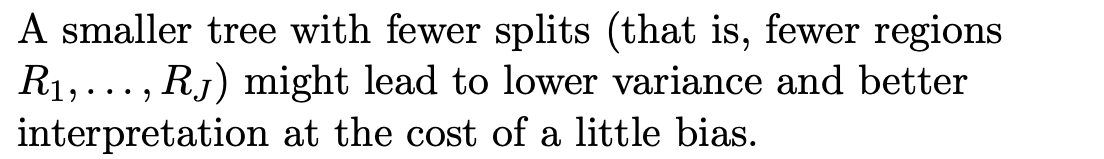 A smaller tree with fewer splits (that is, fewer regions
R₁, . . . , R_J) might lead to lower variance and better
interpretation at the cost of a little bias.